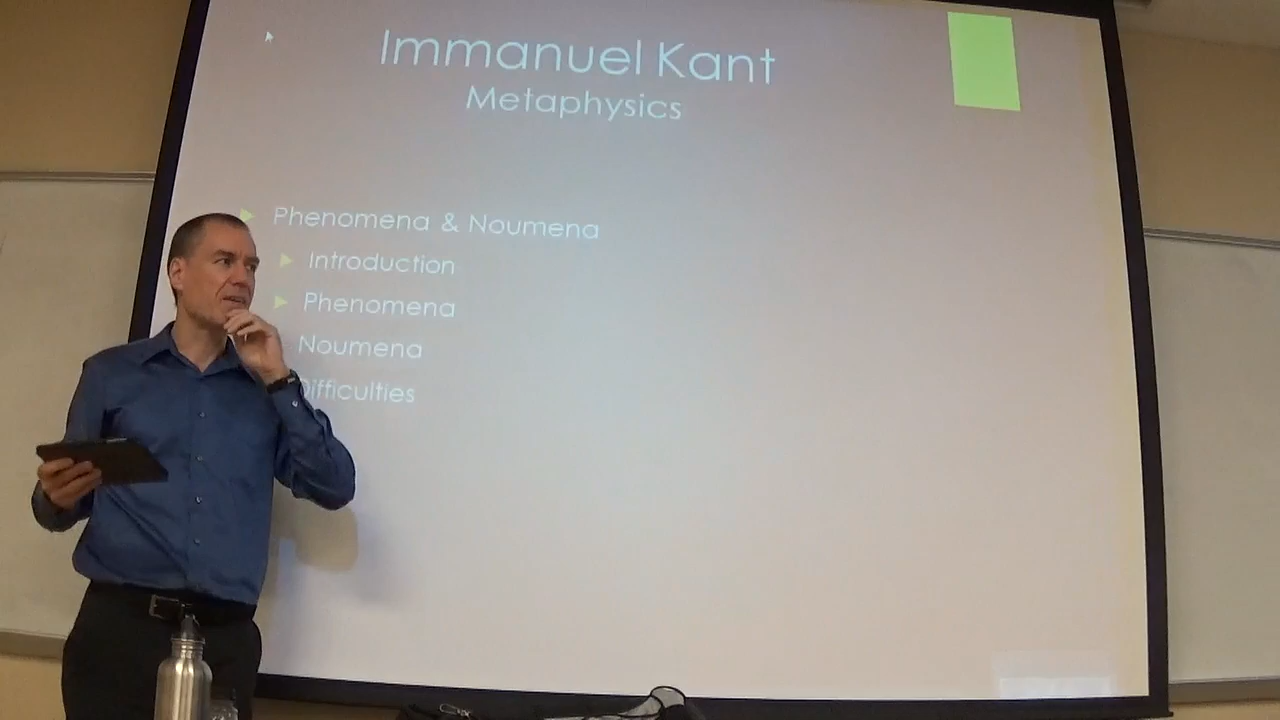 Immanuel Kant
Metaphysics
Phenomena & Noumena
Introduction
Phenomena
Noumena
Difficulties